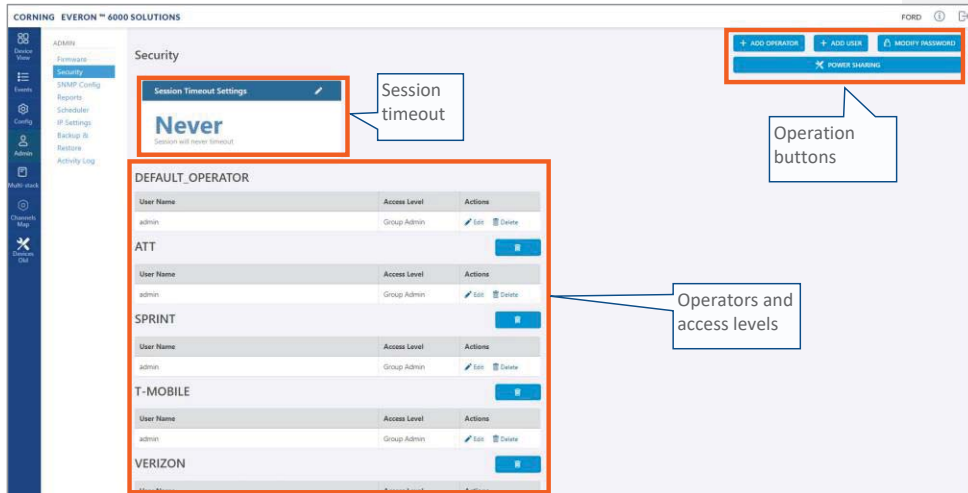 CORNING EVERON ™ 6000 SOLUTIONS
FORD
Device
View
Events
Config
Admin
Multi-stack
Channels
Map
Devices
Old
ADMIN
Firmware
Security
SNMP Config
Reports
Scheduler
IP Settings
Backup &
Restore
Activity Log
Security
+ ADD OPERATOR
+ ADD USER
MODIFY PASSWORD
POWER SHARING
Session Timeout Settings
Never
Session will never timeout
Session
timeout
Operation
buttons
DEFAULT_OPERATOR
User Name Access Level Actions
admin Group Admin Edit Delete
ATT
User Name Access Level Actions
admin Group Admin Edit Delete
SPRINT
User Name Access Level Actions
admin Group Admin Edit Delete
T-MOBILE
User Name Access Level Actions
admin Group Admin Edit Delete
VERIZON
Operators and
access levels